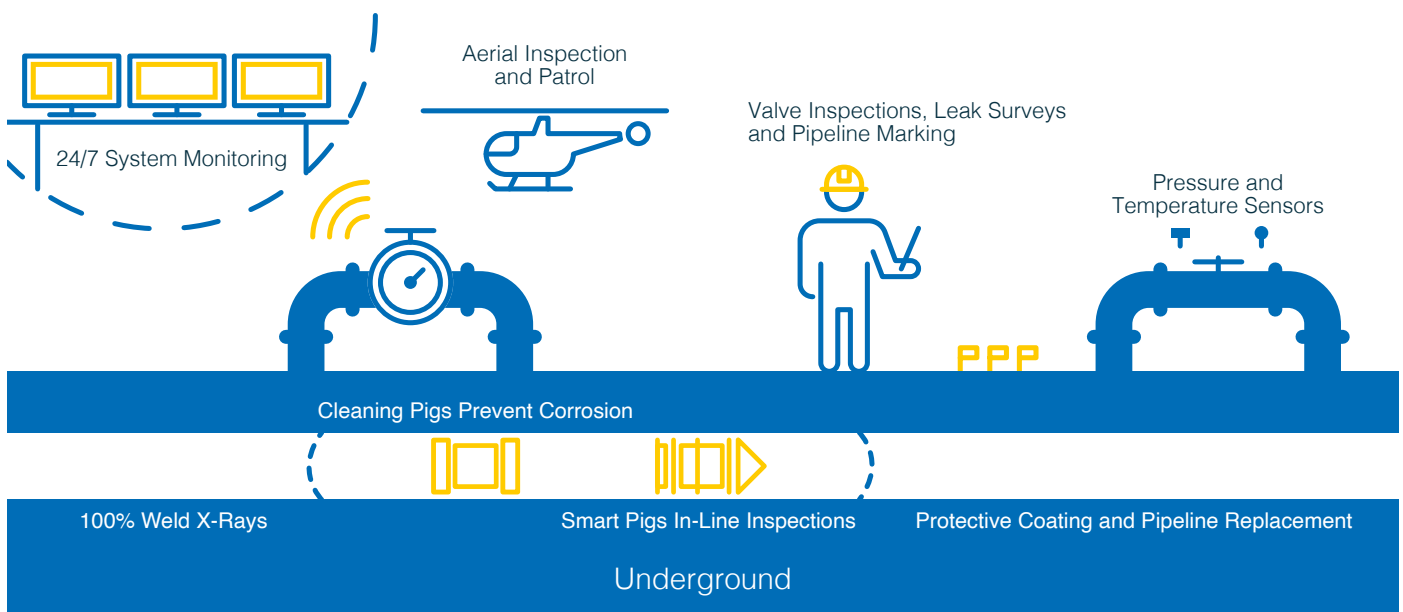 Aerial Inspection
and Patrol
24/7 System Monitoring
Valve Inspections, Leak Surveys
and Pipeline Marking
Pressure and
Temperature Sensors
PPP
Cleaning Pigs Prevent Corrosion
100% Weld X-Rays
Smart Pigs In-Line Inspections
Protective Coating and Pipeline Replacement
Underground